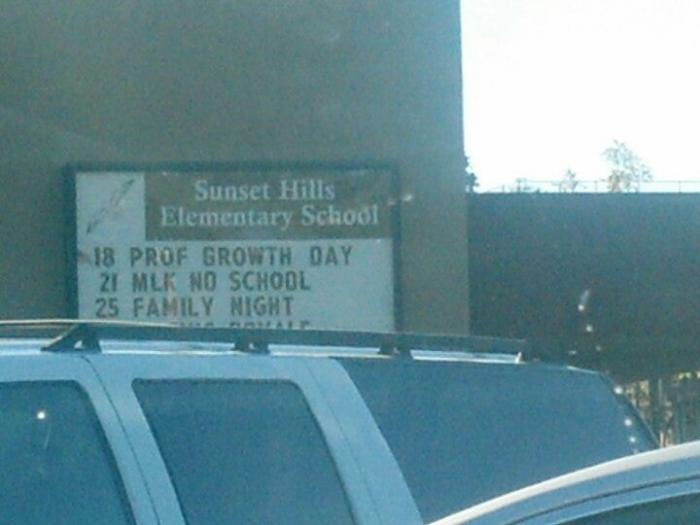 Sunset Hills
Elementary School
18 PROF GROWTH DAY
21 MLK NO SCHOOL
25 FAMILY NIGHT